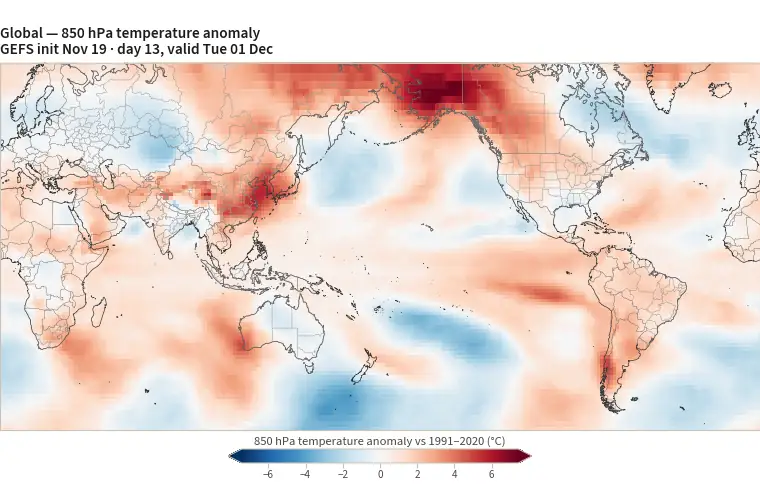 Global — 850 hPa temperature anomaly
GEFS init Nov 19 · day 13, valid Tue 01 Dec
850 hPa temperature anomaly vs 1991–2020 (°C)
−6 −4 −2 0 2 4 6